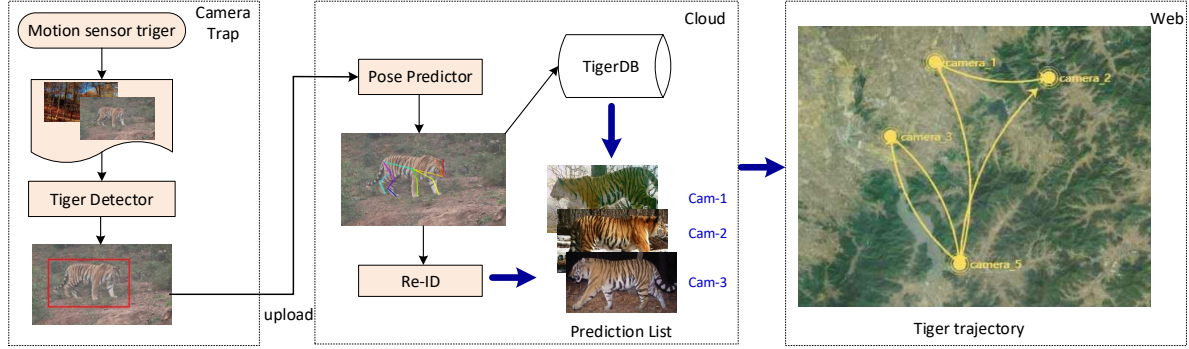 Camera
Trap
Motion sensor triger
Tiger Detector
upload
Cloud
Pose Predictor
TigerDB
Re-ID
Cam-1
Cam-2
Cam-3
Prediction List
Web
camera_1
camera_2
camera_3
camera_5
Tiger trajectory